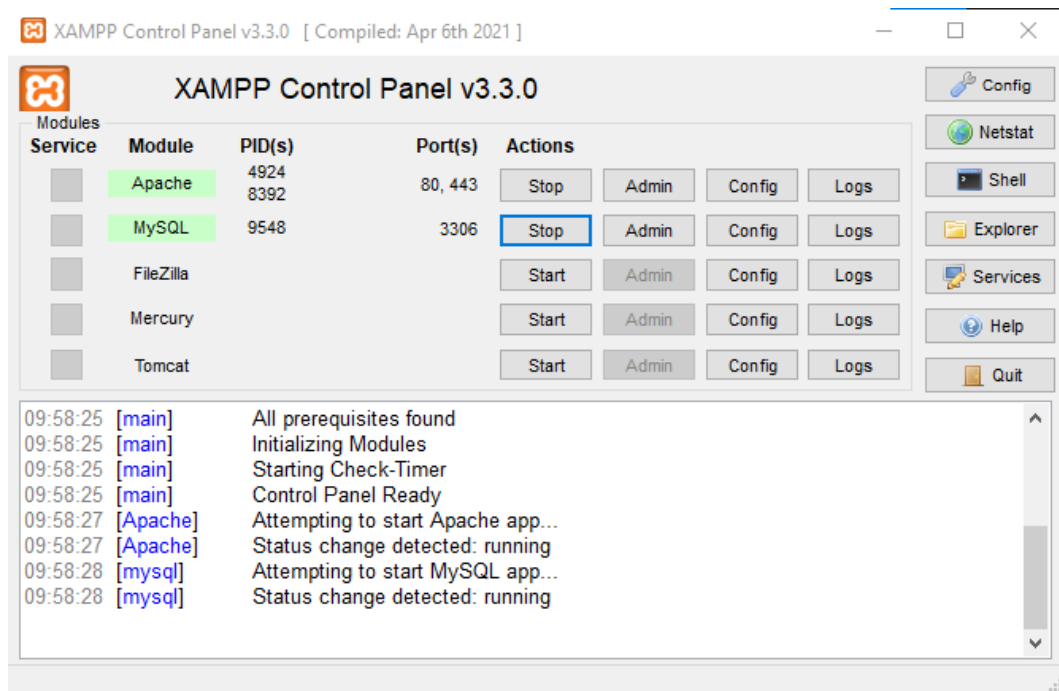 XAMPP Control Panel v3.3.0 [ Compiled: Apr 6th 2021 ]
XAMPP Control Panel v3.3.0
Config
Netstat
Shell
Explorer
Services
Help
Quit
Modules
Service Module PID(s) Port(s) Actions
Apache 4924 8392 80, 443 Stop Admin Config Logs
MySQL 9548 3306 Stop Admin Config Logs
FileZilla Start Admin Config Logs
Mercury Start Admin Config Logs
Tomcat Start Admin Config Logs
09:58:25 [main] All prerequisites found
09:58:25 [main] Initializing Modules
09:58:25 [main] Starting Check-Timer
09:58:25 [main] Control Panel Ready
09:58:27 [Apache] Attempting to start Apache app...
09:58:27 [Apache] Status change detected: running
09:58:28 [mysql] Attempting to start MySQL app...
09:58:28 [mysql] Status change detected: running